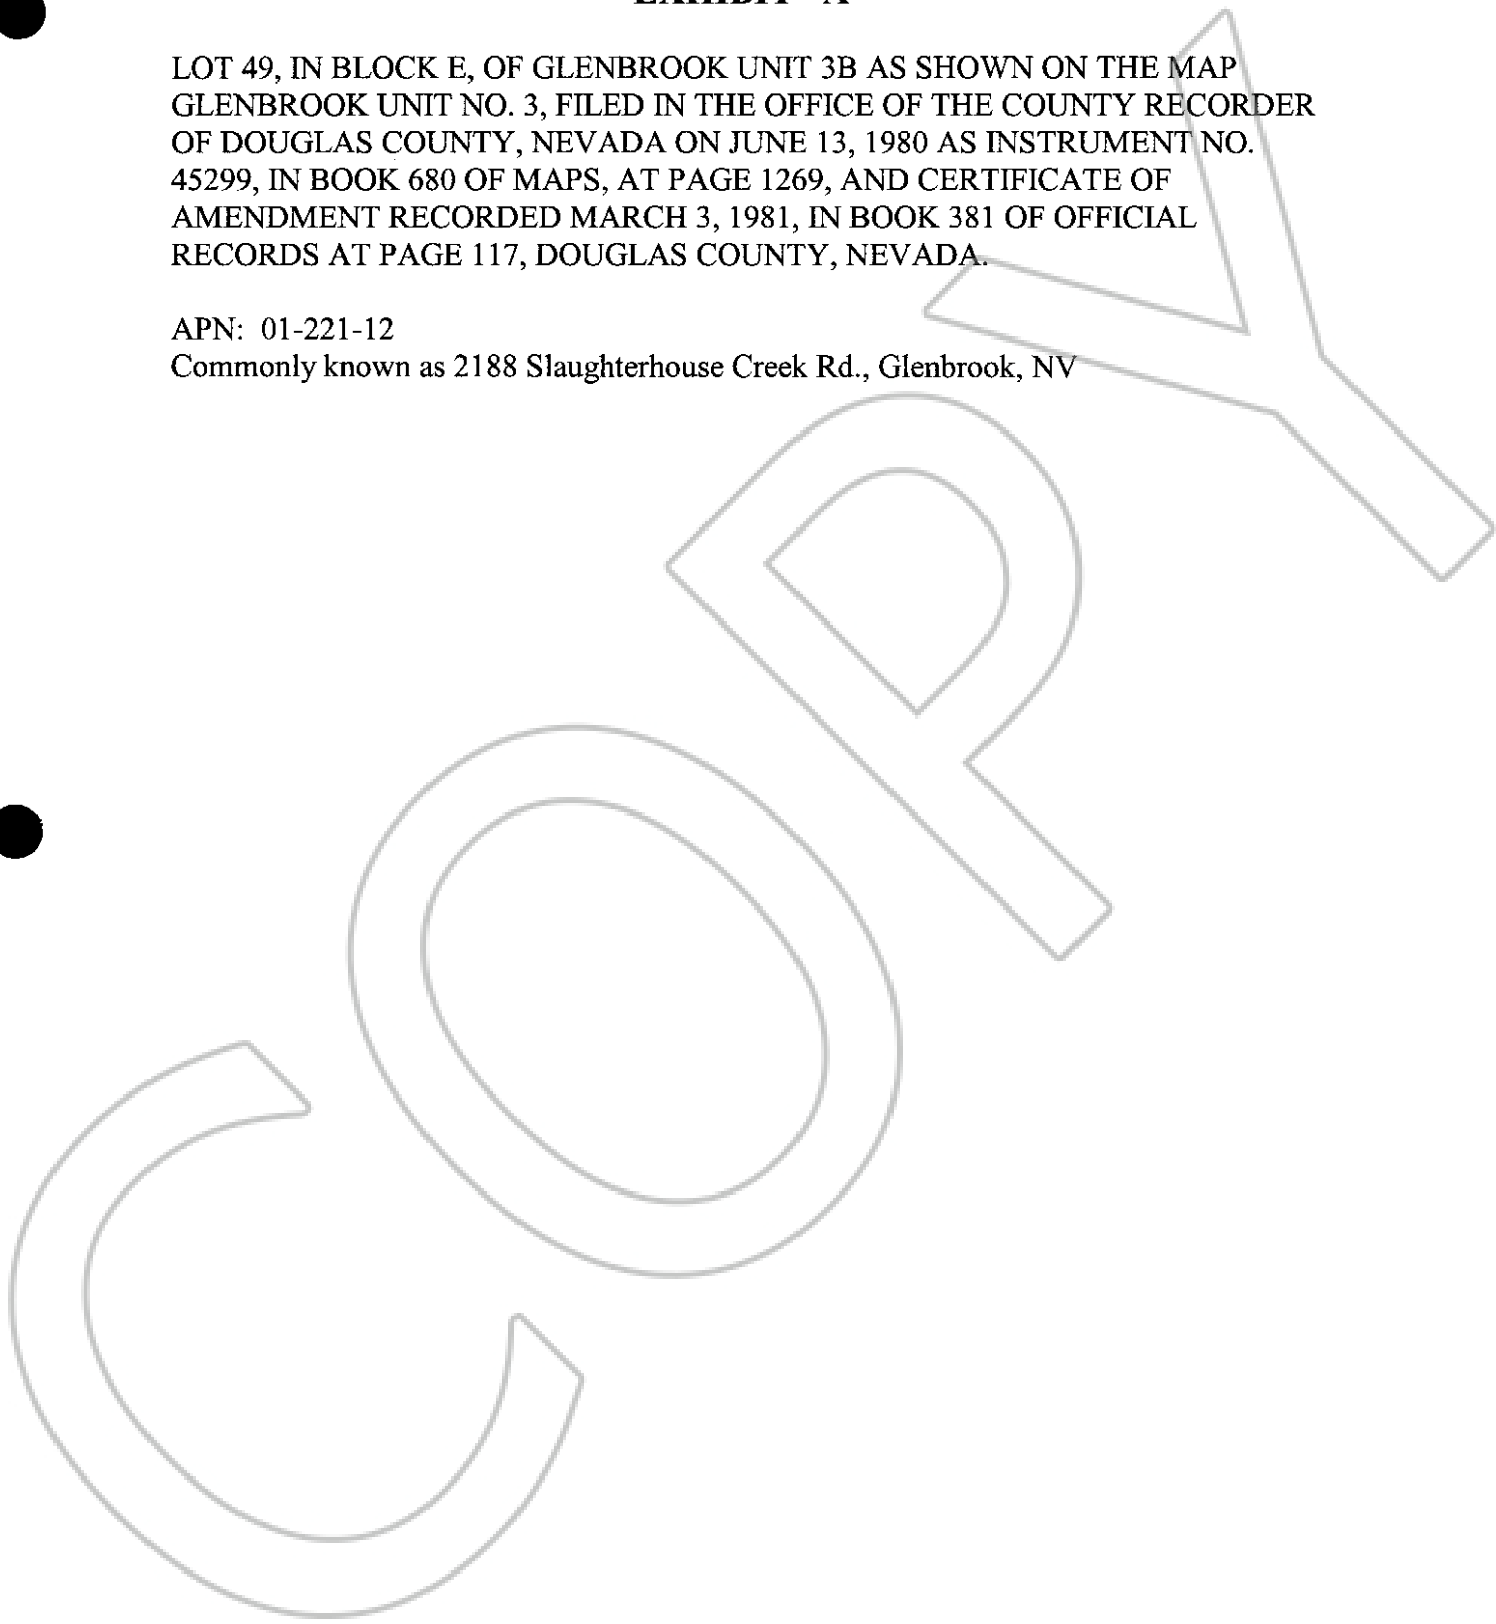 EXHIBIT "A"
LOT 49, IN BLOCK E, OF GLENBROOK UNIT 3B AS SHOWN ON THE MAP
GLENBROOK UNIT NO. 3, FILED IN THE OFFICE OF THE COUNTY RECORDER
OF DOUGLAS COUNTY, NEVADA ON JUNE 13, 1980 AS INSTRUMENT NO.
45299, IN BOOK 680 OF MAPS, AT PAGE 1269, AND CERTIFICATE OF
AMENDMENT RECORDED MARCH 3, 1981, IN BOOK 381 OF OFFICIAL
RECORDS AT PAGE 117, DOUGLAS COUNTY, NEVADA.
APN: 01-221-12
Commonly known as 2188 Slaughterhouse Creek Rd., Glenbrook, NV
COPY